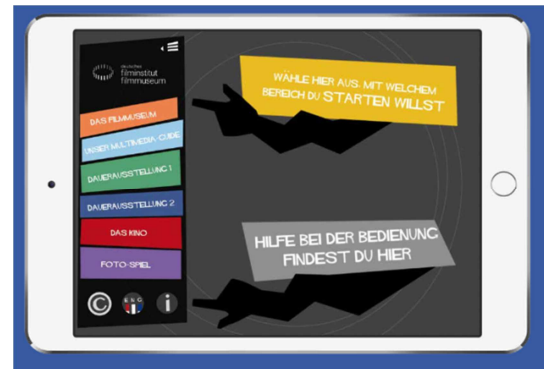 deutsches
filminstitut
filmmuseum
DAS FILMMUSEUM
UNSER MULTIMEDIA-GUIDE
DAUERAUSSTELLUNG 1
DAUERAUSSTELLUNG 2
DAS KINO
FOTO-SPIEL
WÄHLE HIER AUS, MIT WELCHEM
BEREICH DU STARTEN WILLST
HILFE BEI DER BEDIENUNG
FINDEST DU HIER